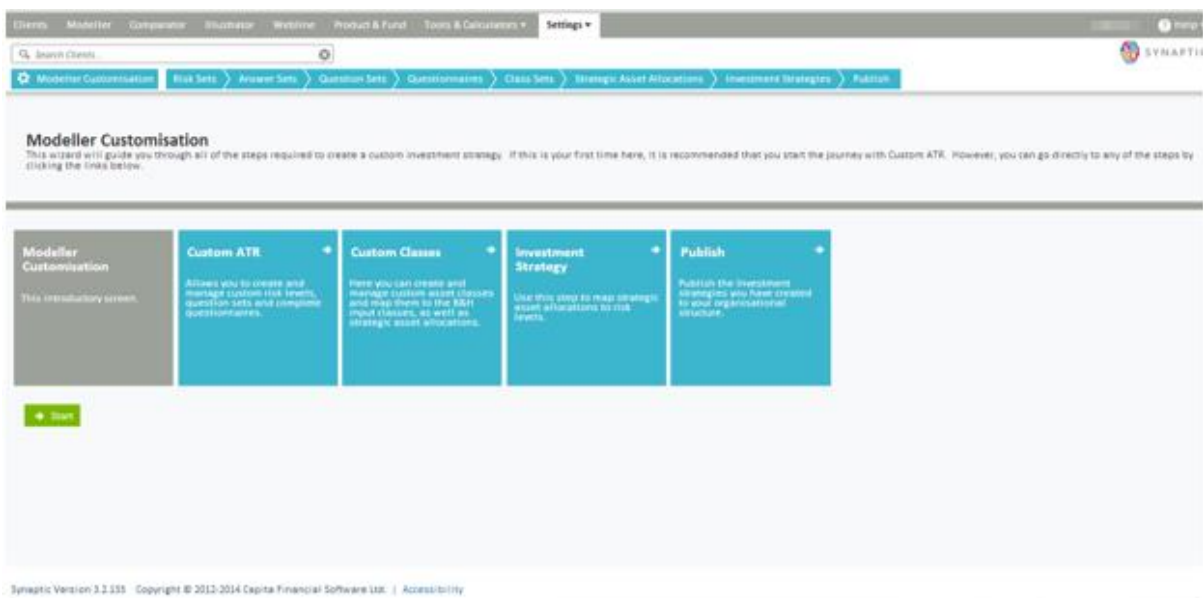 Clients Modeller Comparator Illustrator Webline Product & Fund Tools & Calculators Settings
Help
Search Clients...
SYNAPTIC
Modeller Customisation Risk Sets Answer Sets Question Sets Questionnaires Class Sets Strategic Asset Allocations Investment Strategies Publish
Modeller Customisation
This wizard will guide you through all of the steps required to create a custom investment strategy. If this is your first time here, it is recommended that you start the journey with Custom ATR. However, you can go directly to any of the steps by
clicking the links below.
Modeller
Customisation
This introductory screen.
Custom ATR
Allows you to create and
manage custom risk levels,
question sets and complete
questionnaires.
Custom Classes
Here you can create and
manage custom asset classes
and map them to the B&H
input classes, as well as
strategic asset allocations.
Investment
Strategy
Use this step to map strategic
asset allocations to risk
levels.
Publish
Publish the investment
strategies you have created
to your organisational
structure.
Start
Synaptic Version 3.2.155 Copyright © 2012-2014 Capita Financial Software Ltd. | Accessibility